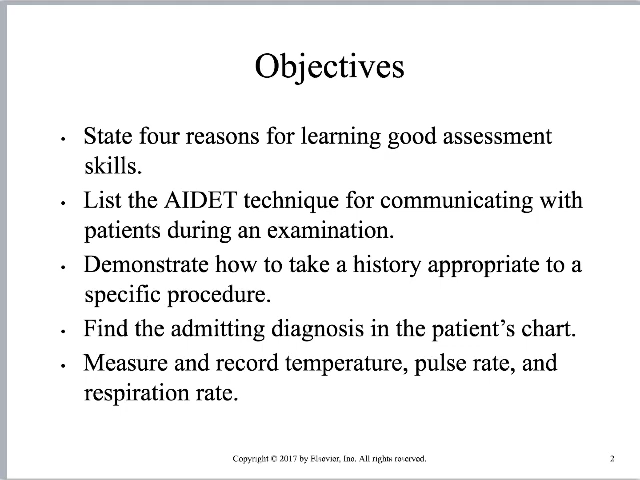 Objectives
• State four reasons for learning good assessment
skills.
• List the AIDET technique for communicating with
patients during an examination.
• Demonstrate how to take a history appropriate to a
specific procedure.
• Find the admitting diagnosis in the patient’s chart.
• Measure and record temperature, pulse rate, and
respiration rate.
Copyright © 2017 by Elsevier, Inc. All rights reserved.
2